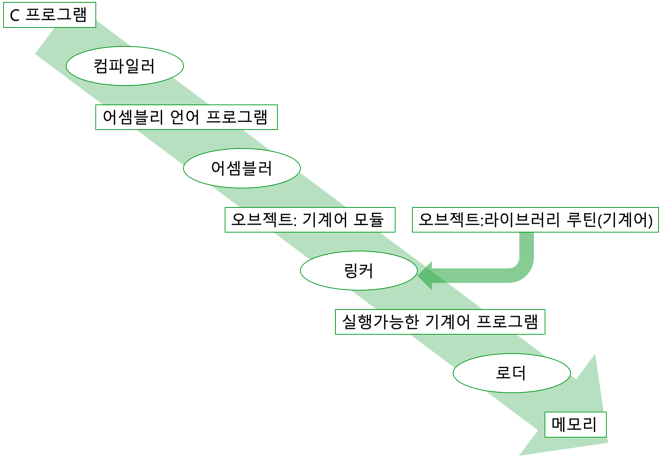 C 프로그램
컴파일러
어셈블리 언어 프로그램
어셈블러
오브젝트: 기계어 모듈
오브젝트:라이브러리 루틴(기계어)
링커
실행가능한 기계어 프로그램
로더
메모리